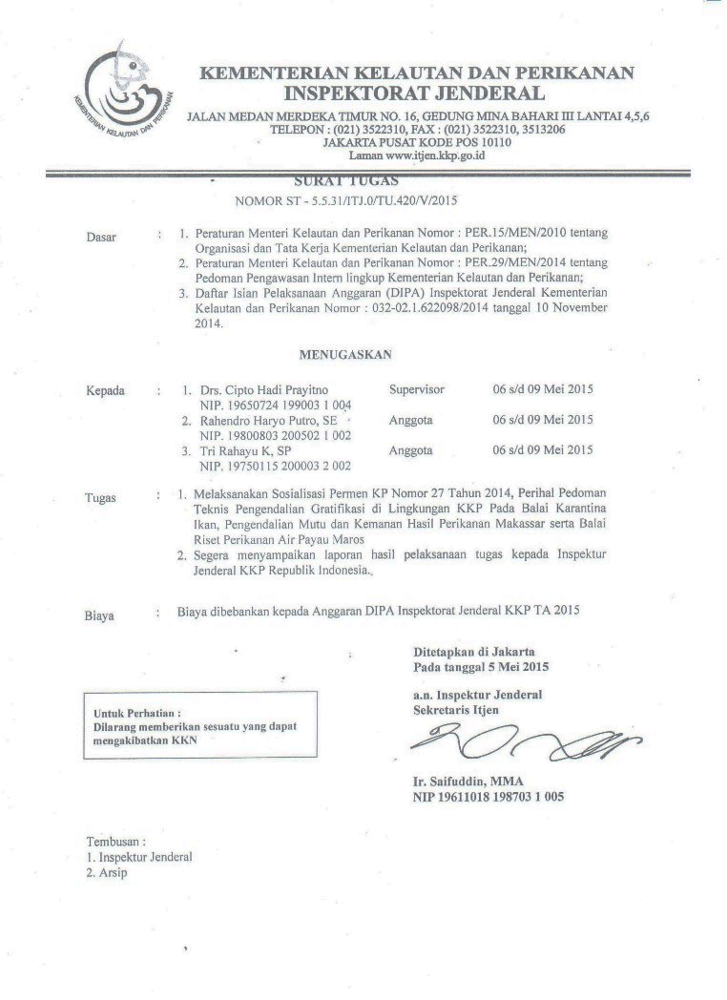 KEMENTERIAN KELAUTAN DAN PERIKANAN
KEMENTERIAN KELAUTAN DAN PERIKANAN
INSPEKTORAT JENDERAL
JALAN MEDAN MERDEKA TIMUR NO. 16, GEDUNG MINA BAHARI III LANTAI 4,5,6
TELEPON : (021) 3522310, FAX : (021) 3522310, 3513206
JAKARTA PUSAT KODE POS 10110
Laman www.itjen.kkp.go.id
SURAT TUGAS
NOMOR ST - 5.5.31/ITJ.0/TU.420/V/2015
Dasar : 1. Peraturan Menteri Kelautan dan Perikanan Nomor : PER.15/MEN/2010 tentang
Organisasi dan Tata Kerja Kementerian Kelautan dan Perikanan;
2. Peraturan Menteri Kelautan dan Perikanan Nomor : PER.29/MEN/2014 tentang
Pedoman Pengawasan Intern lingkup Kementerian Kelautan dan Perikanan;
3. Daftar Isian Pelaksanaan Anggaran (DIPA) Inspektorat Jenderal Kementerian
Kelautan dan Perikanan Nomor : 032-02.1.622098/2014 tanggal 10 November
2014.
MENUGASKAN
Kepada : 1. Drs. Cipto Hadi Prayitno Supervisor 06 s/d 09 Mei 2015
NIP. 19650724 199003 1 004
2. Rahendro Haryo Putro, SE Anggota 06 s/d 09 Mei 2015
NIP. 19800803 200502 1 002
3. Tri Rahayu K, SP Anggota 06 s/d 09 Mei 2015
NIP. 19750115 200003 2 002
Tugas : 1. Melaksanakan Sosialisasi Permen KP Nomor 27 Tahun 2014, Perihal Pedoman
Teknis Pengendalian Gratifikasi di Lingkungan KKP Pada Balai Karantina
Ikan, Pengendalian Mutu dan Kemanan Hasil Perikanan Makassar serta Balai
Riset Perikanan Air Payau Maros
2. Segera menyampaikan laporan hasil pelaksanaan tugas kepada Inspektur
Jenderal KKP Republik Indonesia.
Biaya : Biaya dibebankan kepada Anggaran DIPA Inspektorat Jenderal KKP TA 2015
Ditetapkan di Jakarta
Pada tanggal 5 Mei 2015
a.n. Inspektur Jenderal
Sekretaris Itjen
Untuk Perhatian :
Dilarang memberikan sesuatu yang dapat
mengakibatkan KKN
Ir. Saifuddin, MMA
NIP 19611018 198703 1 005
Tembusan :
1. Inspektur Jenderal
2. Arsip